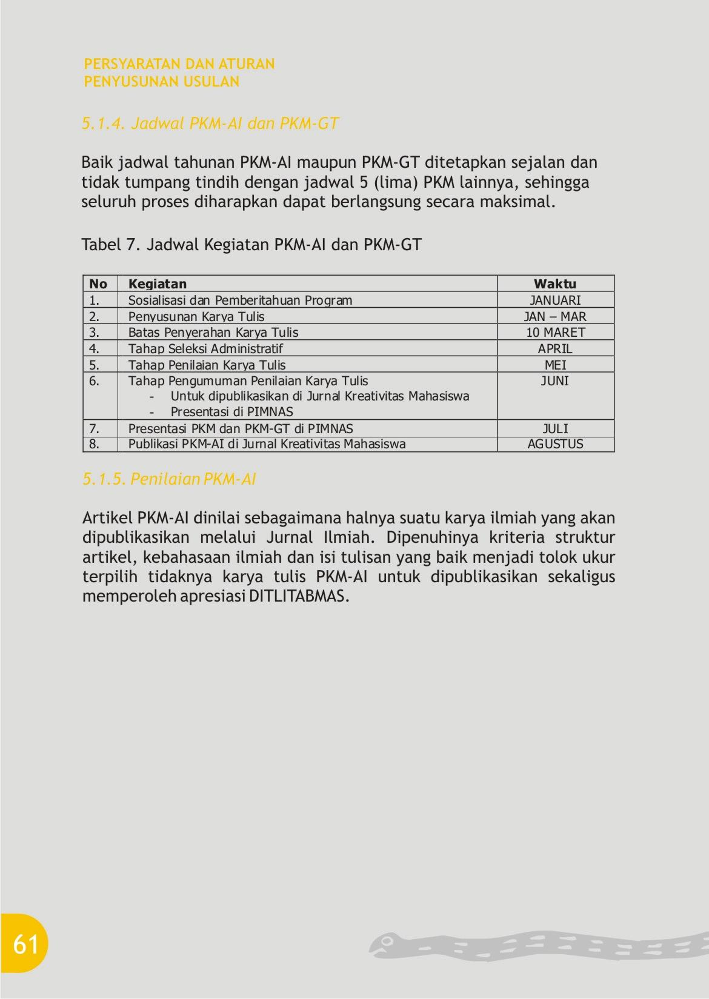 PERSYARATAN DAN ATURAN
PENYUSUNAN USULAN
5.1.4. Jadwal PKM-AI dan PKM-GT
Baik jadwal tahunan PKM-AI maupun PKM-GT ditetapkan sejalan dan
tidak tumpang tindih dengan jadwal 5 (lima) PKM lainnya, sehingga
seluruh proses diharapkan dapat berlangsung secara maksimal.
Tabel 7. Jadwal Kegiatan PKM-AI dan PKM-GT
No Kegiatan Waktu
1. Sosialisasi dan Pemberitahuan Program JANUARI
2. Penyusunan Karya Tulis JAN – MAR
3. Batas Penyerahan Karya Tulis 10 MARET
4. Tahap Seleksi Administratif APRIL
5. Tahap Penilaian Karya Tulis MEI
6. Tahap Pengumuman Penilaian Karya Tulis JUNI
- Untuk dipublikasikan di Jurnal Kreativitas Mahasiswa
- Presentasi di PIMNAS
7. Presentasi PKM dan PKM-GT di PIMNAS JULI
8. Publikasi PKM-AI di Jurnal Kreativitas Mahasiswa AGUSTUS
5.1.5. Penilaian PKM-AI
Artikel PKM-AI dinilai sebagaimana halnya suatu karya ilmiah yang akan
dipublikasikan melalui Jurnal Ilmiah. Dipenuhinya kriteria struktur
artikel, kebahasaan ilmiah dan isi tulisan yang baik menjadi tolok ukur
terpilih tidaknya karya tulis PKM-AI untuk dipublikasikan sekaligus
memperoleh apresiasi DITLITABMAS.
61